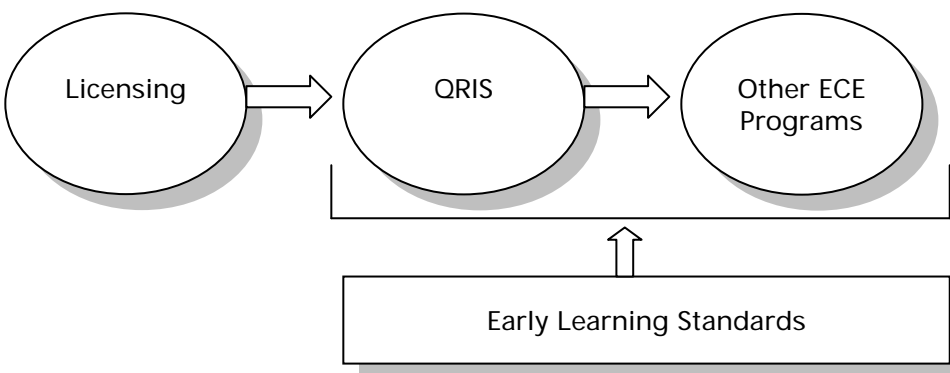 Licensing
QRIS
Other ECE
Programs
Early Learning Standards